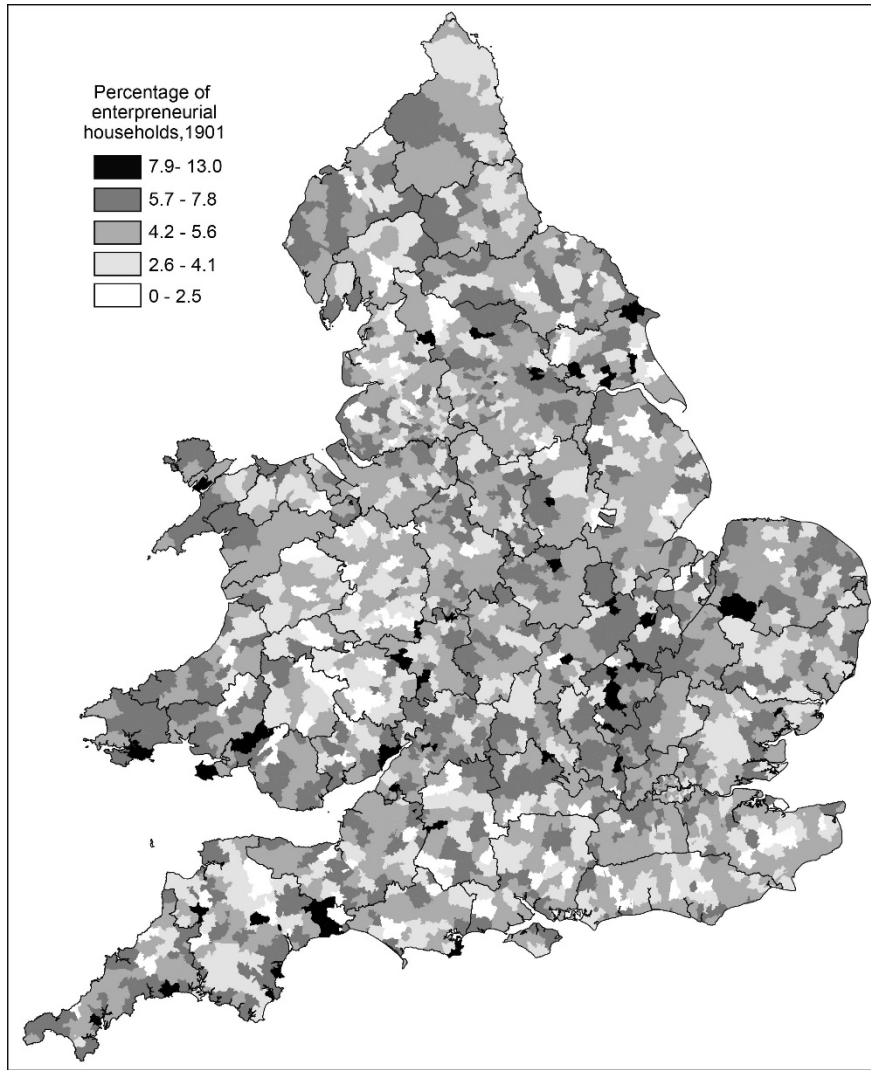 Percentage of
enterpreneurial
households,1901
7.9- 13.0
5.7 - 7.8
4.2 - 5.6
2.6 - 4.1
0 - 2.5